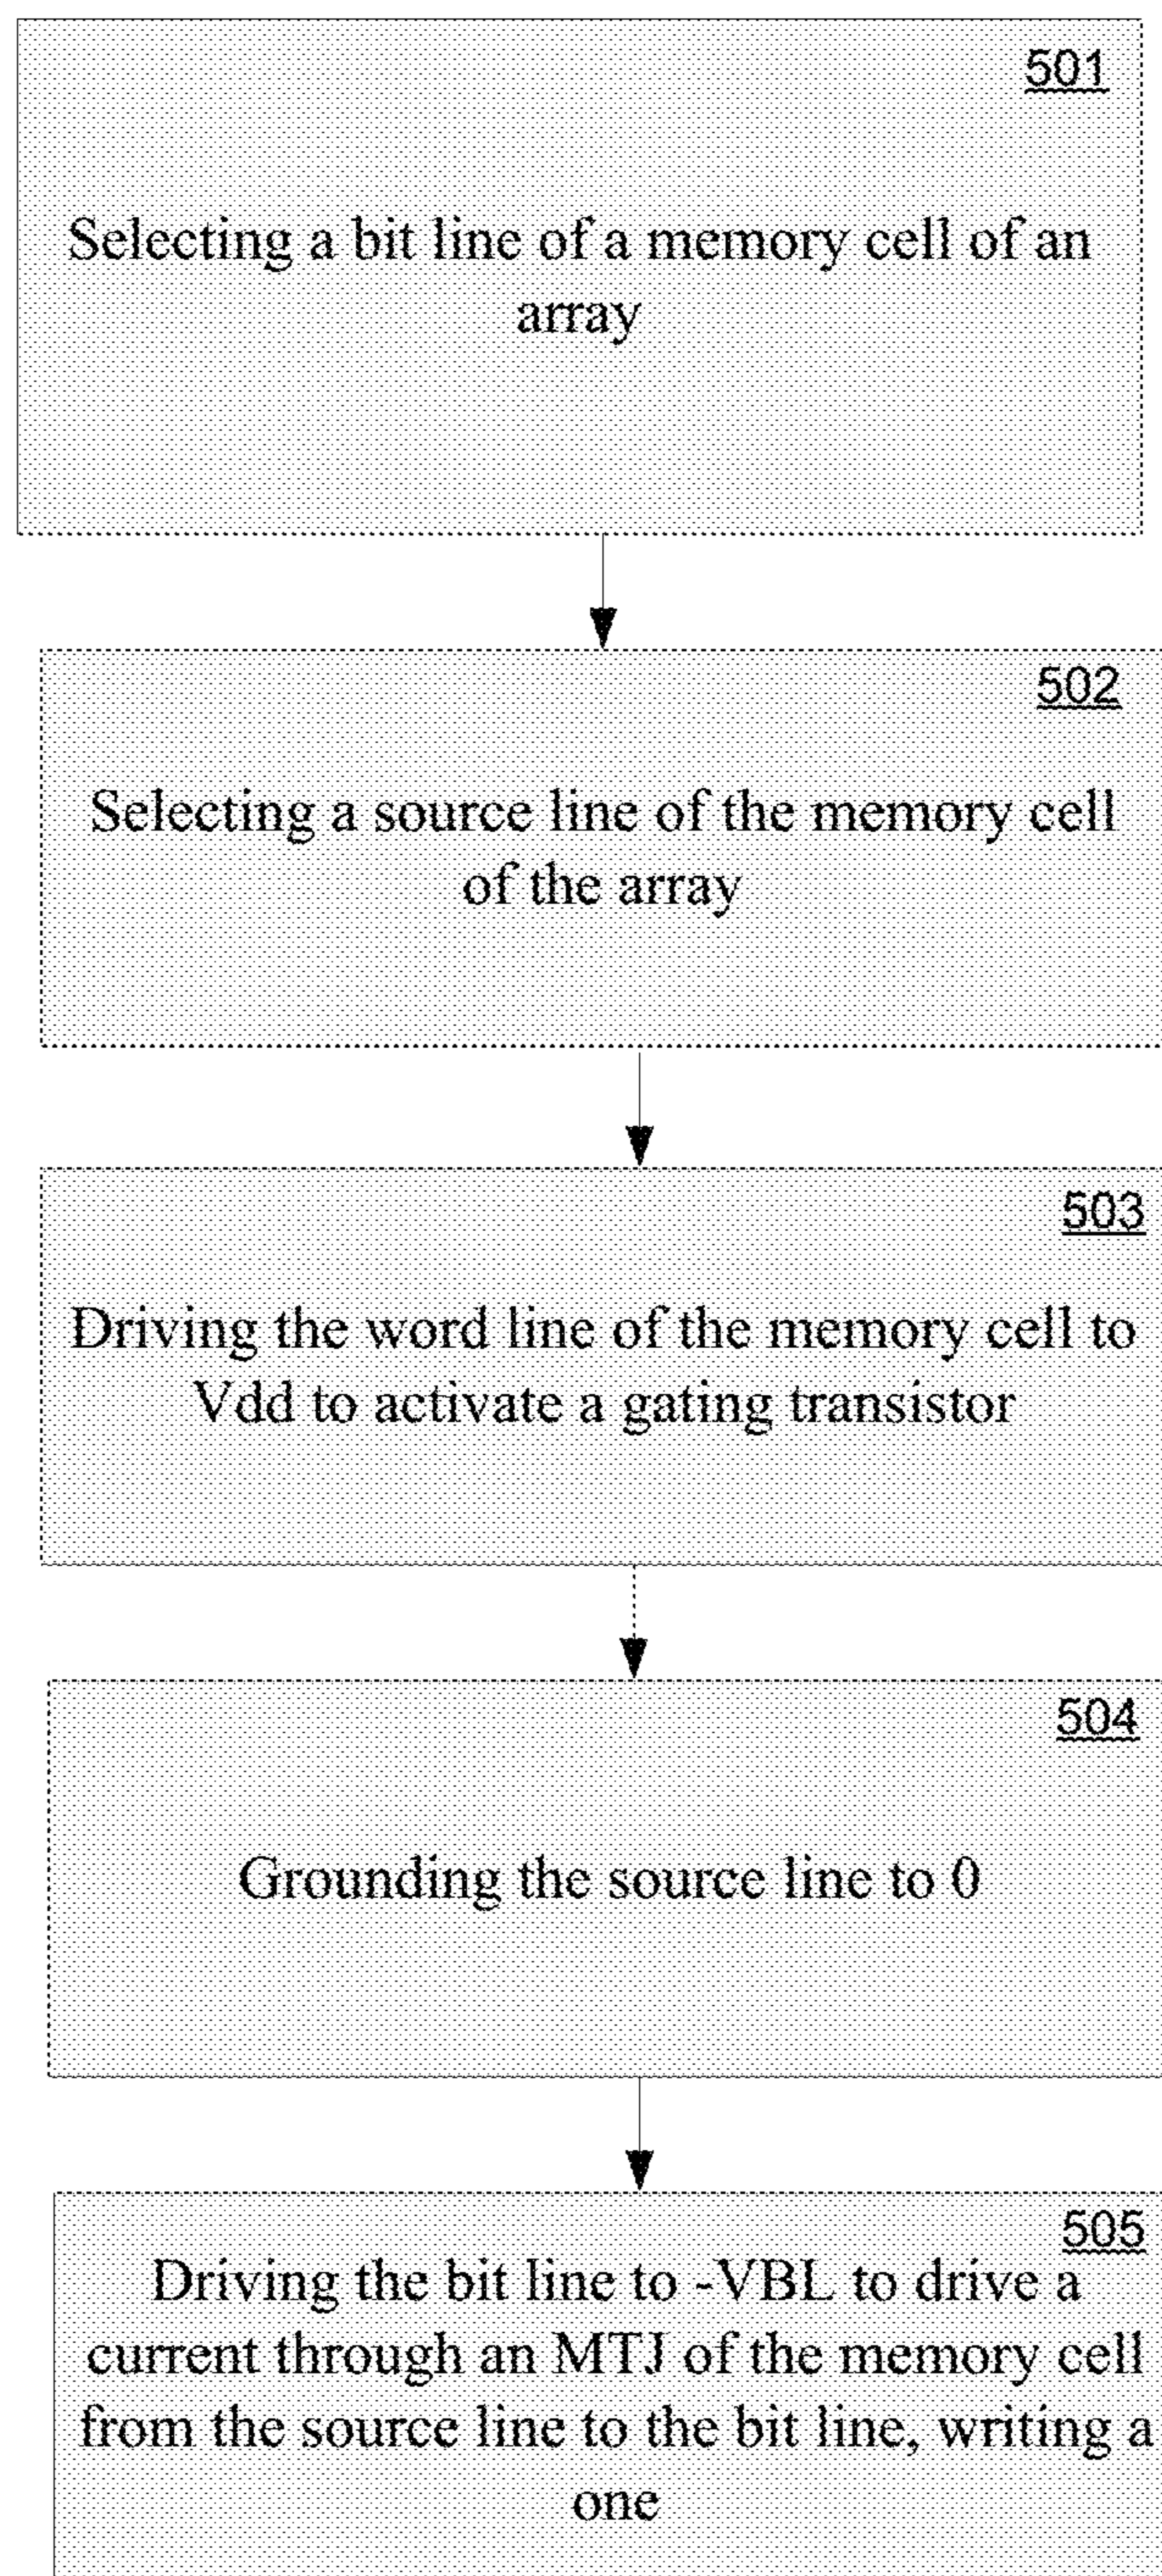 501
Selecting a bit line of a memory cell of an
array
502
Selecting a source line of the memory cell
of the array
503
Driving the word line of the memory cell to
Vdd to activate a gating transistor
504
Grounding the source line to 0
505
Driving the bit line to -VBL to drive a
current through an MTJ of the memory cell
from the source line to the bit line, writing a
one